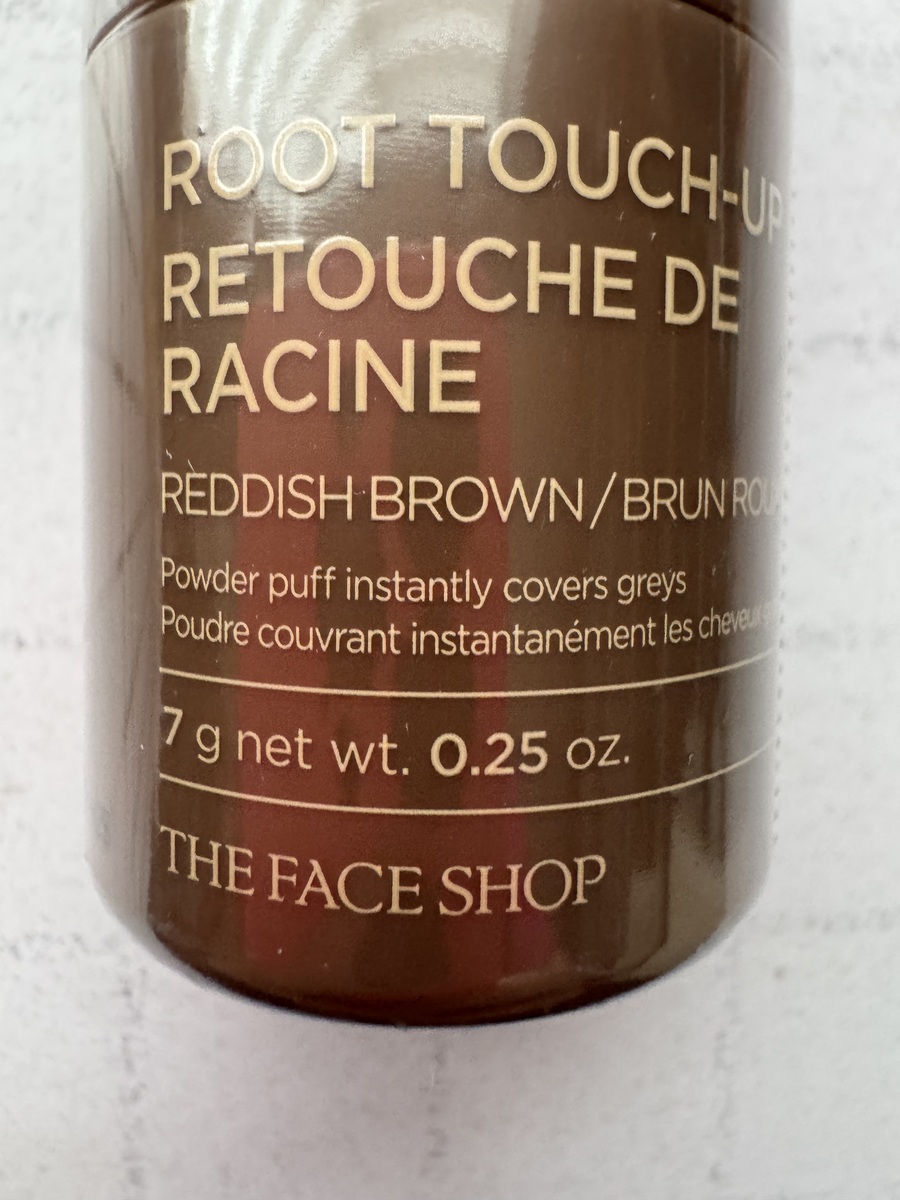 ROOT TOUCH-UP
RETOUCHE DE
RACINE
REDDISH BROWN / BRUN
Powder puff instantly covers greys
Poudre couvrant instantanément les cheveux
7 g net wt. 0.25 oz.
THE FACE SHOP